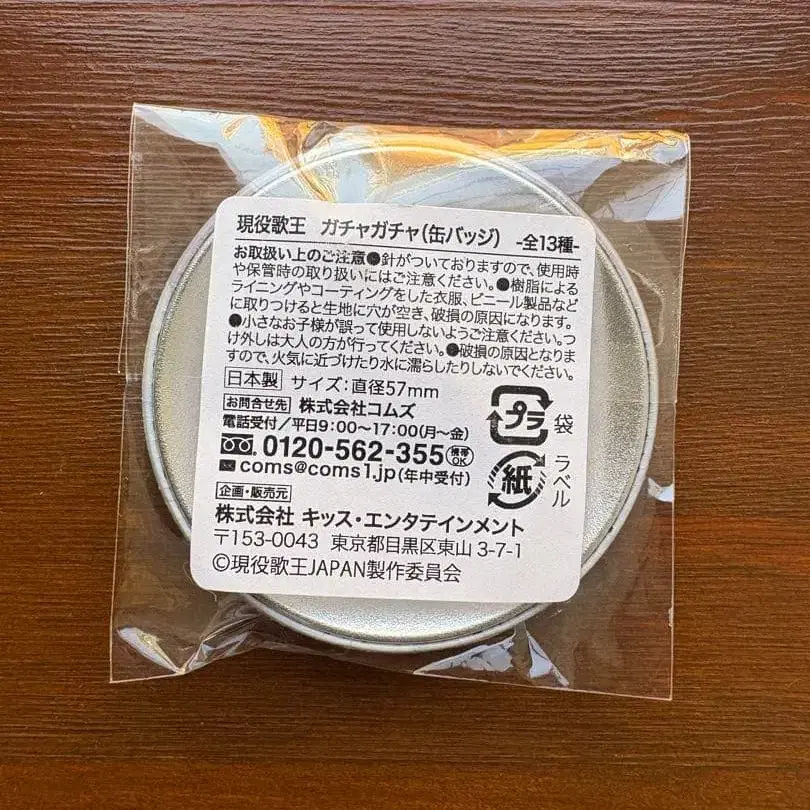 現役歌王 ガチャガチャ(缶バッジ) -全13種-
お取扱い上のご注意●針がついておりますので、使用時
や保管時の取り扱いにはご注意ください。●樹脂による
ライニングやコーティングをした衣服、ビニール製品など
に取りつけると生地に穴が空き、破損の原因になります。
●小さなお子様が誤って使用しないようご注意ください。つ
け外しは大人の方が行ってください。●破損の原因となりま
すので、火気に近づけたり水に濡らしたりしないでください。
日本製 サイズ:直径57mm
お問合せ先 株式会社コムズ
電話受付/平日9:00〜17:00(月〜金)
0120-562-355 携帯OK
coms@coms1.jp(年中受付)
プラ 袋
紙 ラベル
企画・販売元
株式会社 キッス・エンタテインメント
〒153-0043 東京都目黒区東山 3-7-1
©現役歌王JAPAN製作委員会